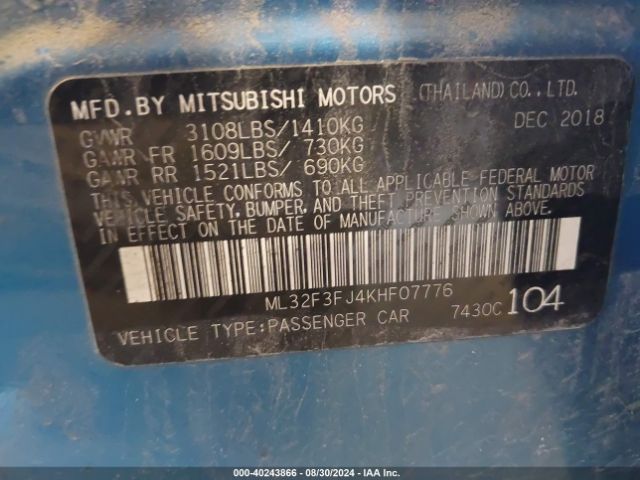 MFD.BY MITSUBISHI MOTORS (THAILAND)CO.,LTD.
DEC 2018
GVWR 3108LBS/1410KG
GAWR FR 1609LBS/ 730KG
GAWR RR 1521LBS/ 690KG
THIS VEHICLE CONFORMS TO ALL APPLICABLE FEDERAL MOTOR
VEHICLE SAFETY, BUMPER, AND THEFT PREVENTION STANDARDS
IN EFFECT ON THE DATE OF MANUFACTURE SHOWN ABOVE.
ML32F3FJ4KHF07776
VEHICLE TYPE:PASSENGER CAR 7430C 104
000-40243866 - 08/30/2024 - IAA Inc.